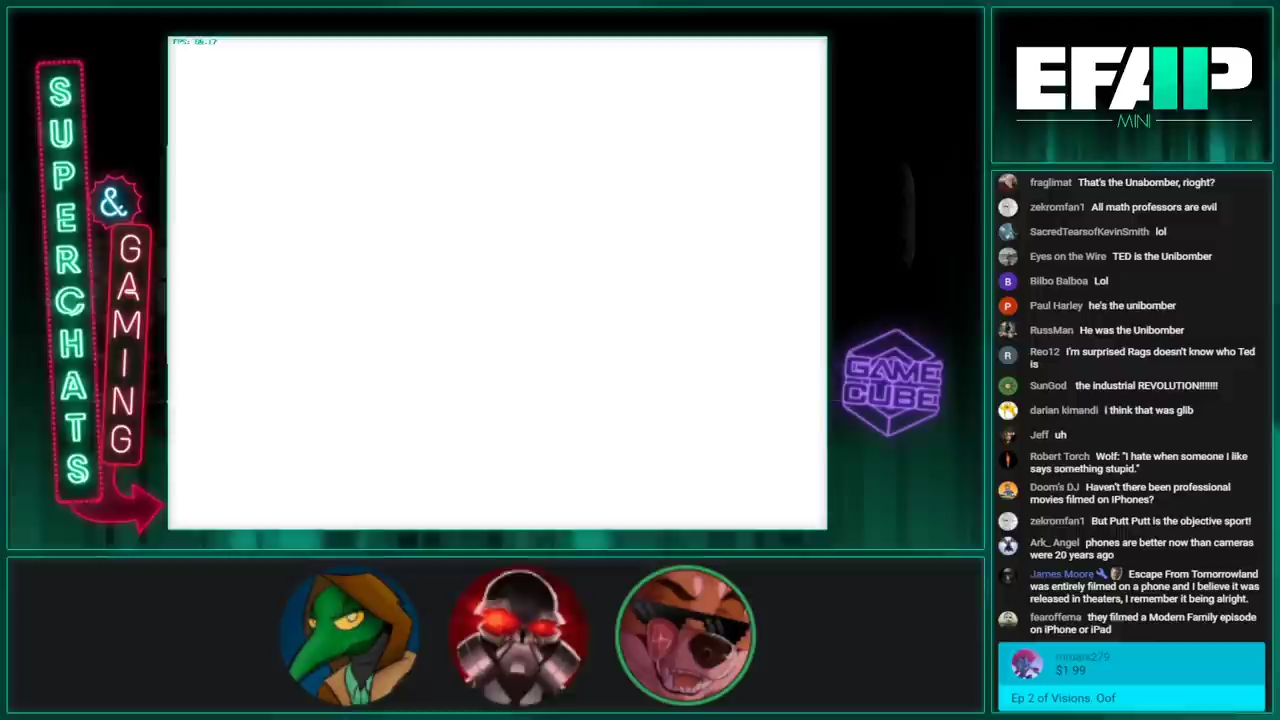 SUPERCHATS
&
GAMING
GAME
CUBE
EFAP
MINI
fraglimat That's the Unabomber, rioght?
zekromfan1 All math professors are evil
SacredTearsofKevinSmith lol
Eyes on the Wire TED is the Unibomber
B Bilbo Balboa Lol
P Paul Harley he's the unibomber
RussMan He was the Unibomber
R Reo12 I'm surprised Rags doesn't know who Ted
is
SunGod the industrial REVOLUTION!!!!!!!
darian kimandi i think that was glib
Jeff uh
Robert Torch Wolf: "I hate when someone I like
says something stupid."
Doom's DJ Haven't there been professional
movies filmed on IPhones?
zekromfan1 But Putt Putt is the objective sport!
Ark_Angel phones are better now than cameras
were 20 years ago
James Moore Escape From Tomorrowland
was entirely filmed on a phone and I believe it was
released in theaters, I remember it being alright.
fearoffema they filmed a Modern Family episode
on iPhone or iPad
$1.99
Ep 2 of Visions. Oof